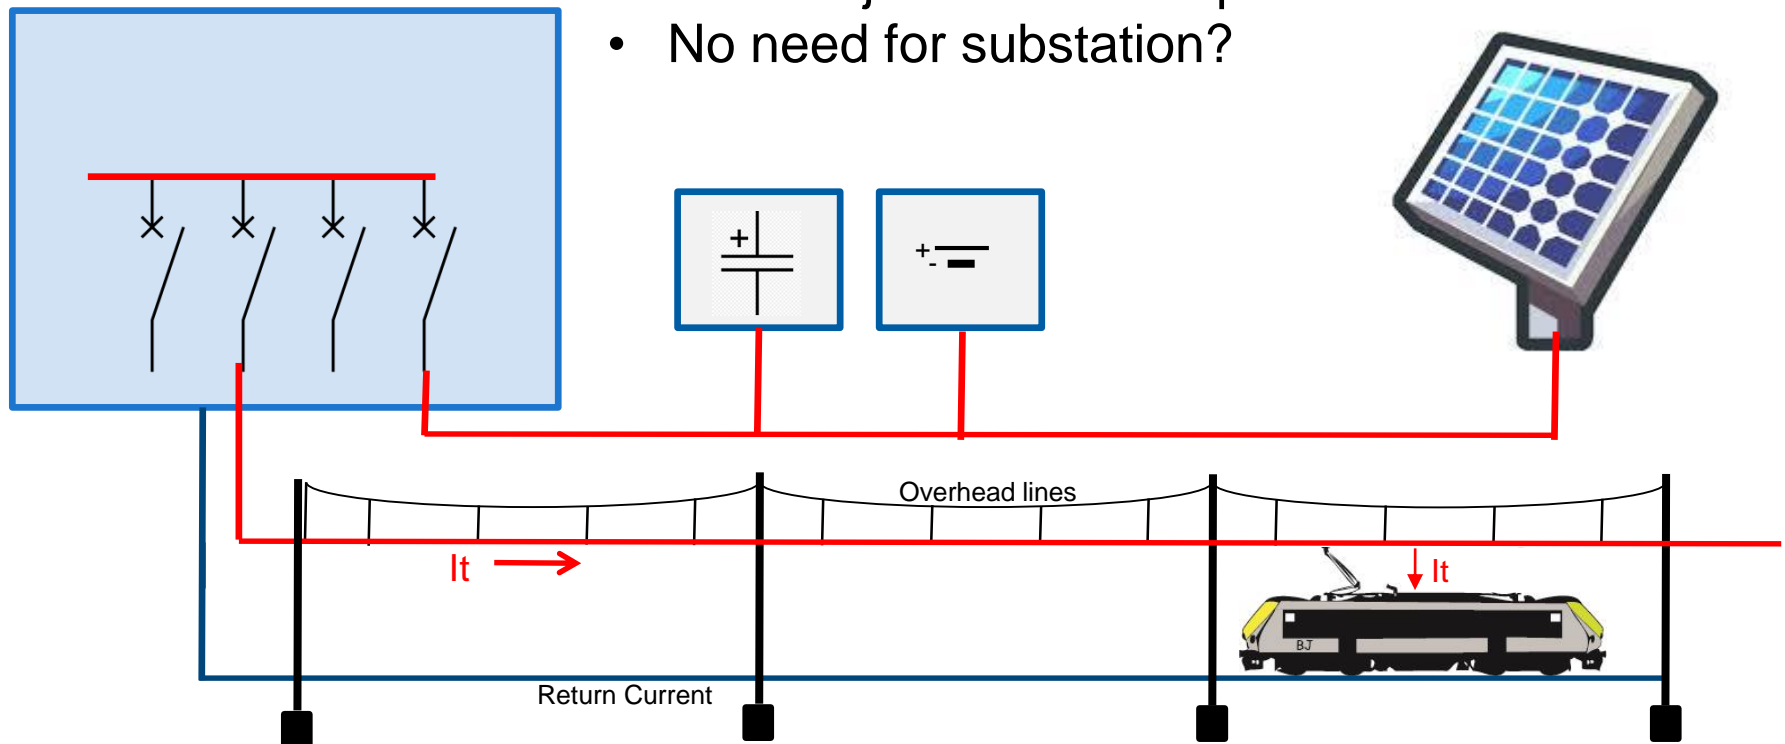 • No need for substation?
+
+
-
Overhead lines
It
It
BJ
Return Current